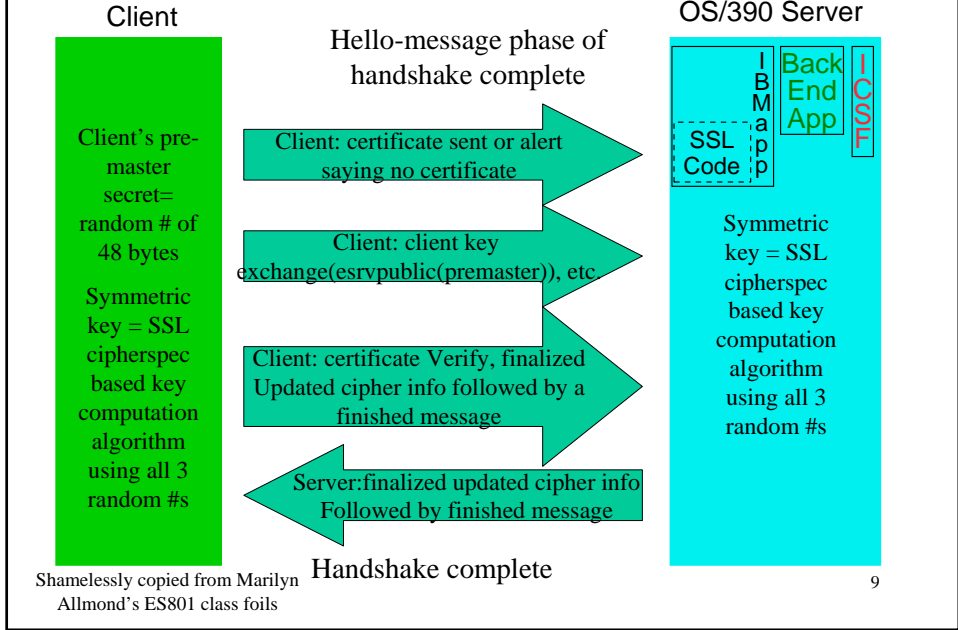 Client
OS/390 Server
Hello-message phase of
handshake complete
Client's pre-
master
secret=
random # of
48 bytes
Symmetric
key = SSL
cipherspec
based key
computation
algorithm
using all 3
random #s
Client: certificate sent or alert
saying no certificate
Client: client key
exchange(esrvpublic(premaster)), etc.
Client: certificate Verify, finalized
Updated cipher info followed by a
finished message
Server:finalized updated cipher info
Followed by finished message
Handshake complete
IBM app
SSL
Code
Back
End
App
ICSF
Symmetric
key = SSL
cipherspec
based key
computation
algorithm
using all 3
random #s
Shamelessly copied from Marilyn
Allmond's ES801 class foils
9